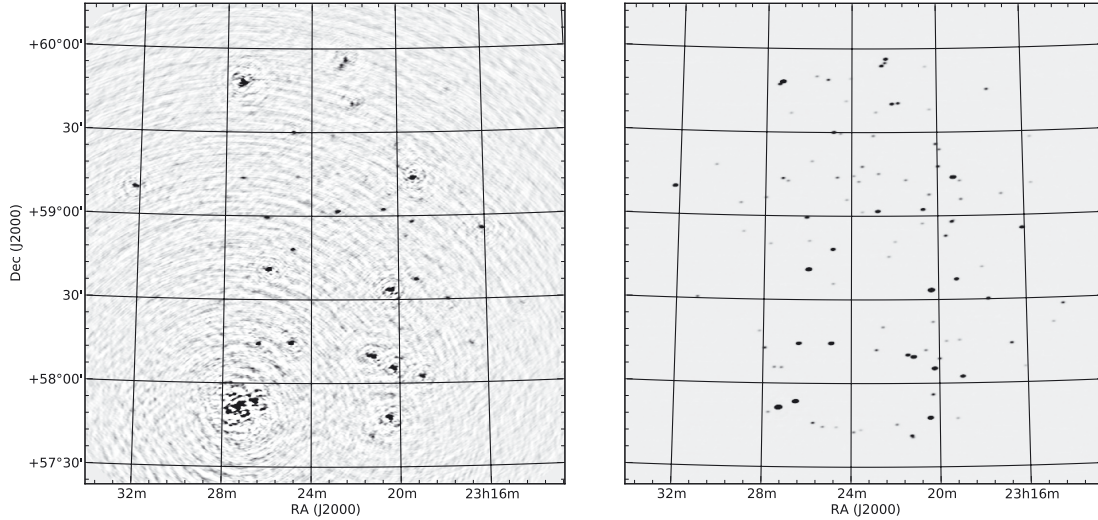 +60°00'
30'
+59°00'
30'
+58°00'
+57°30'
Dec (J2000)
32m 28m 24m 20m 23h16m
RA (J2000)
32m 28m 24m 20m 23h16m
RA (J2000)